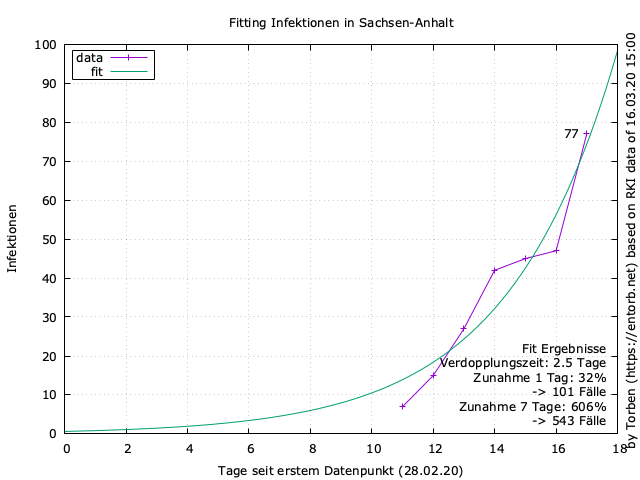 Fitting Infektionen in Sachsen-Anhalt
data
fit
100
90
80
70
60
50
40
30
20
10
0
77
Infektionen
Fit Ergebnisse
Verdopplungszeit: 2.5 Tage
Zunahme 1 Tag: 32%
-> 101 Fälle
Zunahme 7 Tage: 606%
-> 543 Fälle
0 2 4 6 8 10 12 14 16 18
Tage seit erstem Datenpunkt (28.02.20)
by Torben (https://entorb.net) based on RKI data of 16.03.20 15:00